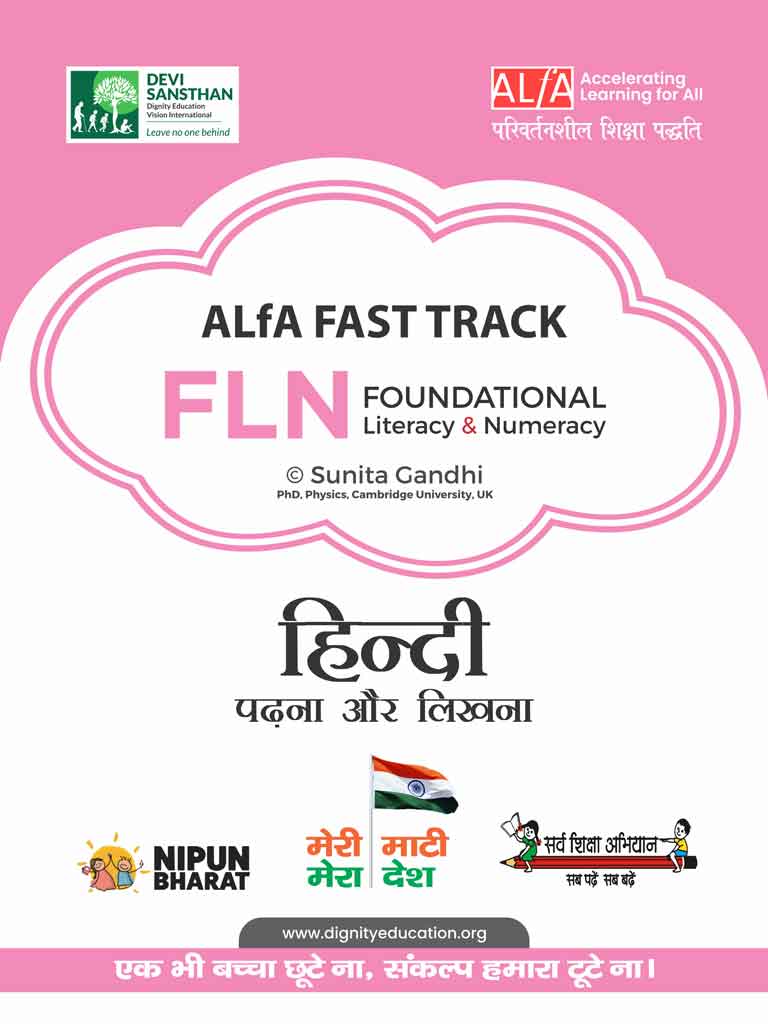 DEVI
SANSTHAN
Dignity Education
Vision International
Leave no one behind
ALfA Accelerating
Learning for All
परिवर्तनशील शिक्षा पद्धति
ALfA FAST TRACK
FLN FOUNDATIONAL
Literacy & Numeracy
© Sunita Gandhi
PhD, Physics, Cambridge University, UK
हिन्दी
पढ़ना और लिखना
NIPUN
BHARAT
मेरी माटी
मेरा देश
सर्व शिक्षा अभियान
सब पढ़ें सब बढ़ें
www.dignityeducation.org
एक भी बच्चा छूटे ना, संकल्प हमारा टूटे ना।